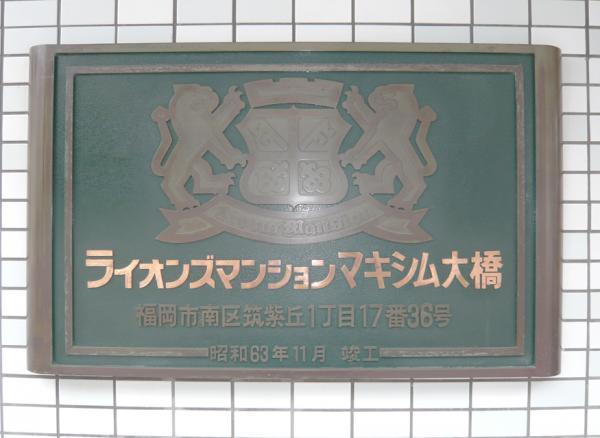 Mansion
ライオンズマンションマキシム大橋
福岡市南区筑紫丘1丁目17番36号
昭和63年11月 竣工